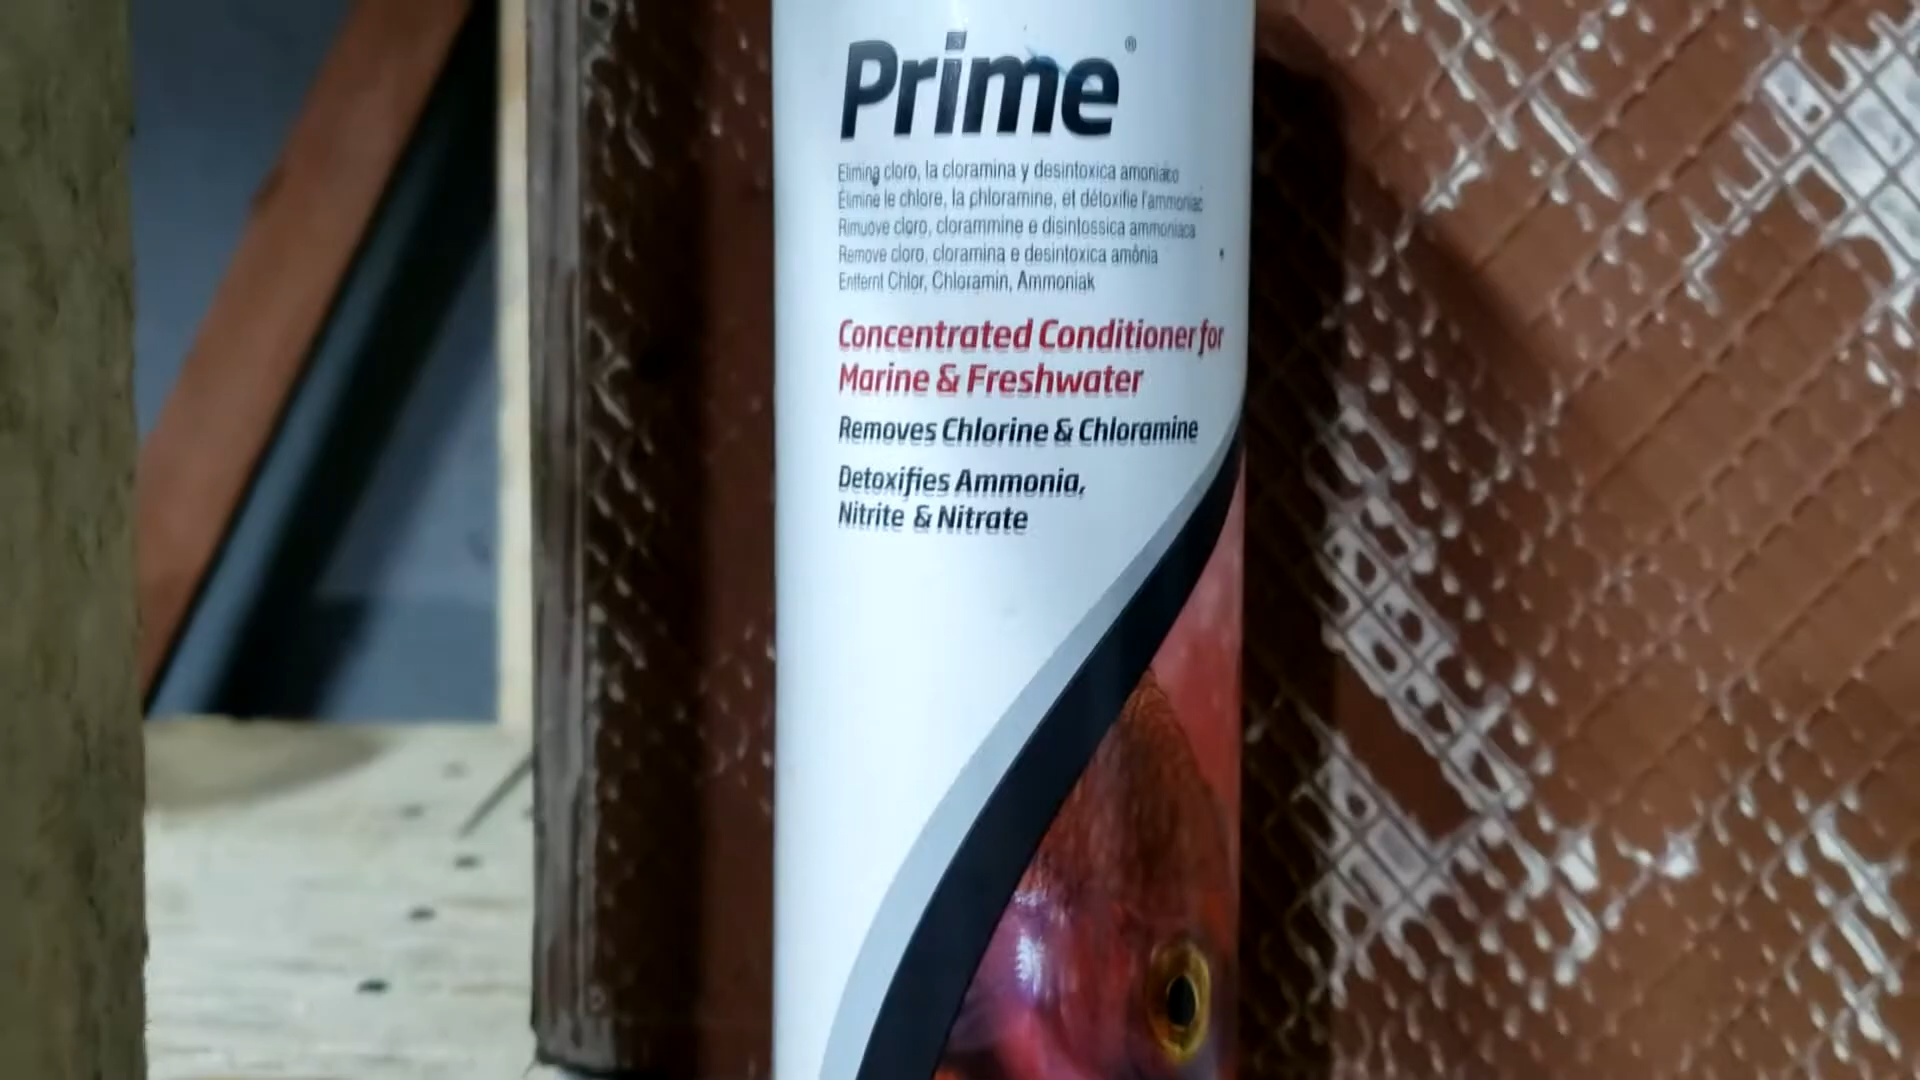 Prime®
Elimina cloro, la cloramina y desintoxica amoniaco
Élimine le chlore, la chloramine, et détoxifie l'ammoniac
Rimuove cloro, clorammine e disintossica ammoniaca
Remove cloro, cloramina e desintoxica amônia
Entfernt Chlor, Chloramin, Ammoniak
Concentrated Conditioner for
Marine & Freshwater
Removes Chlorine & Chloramine
Detoxifies Ammonia,
Nitrite & Nitrate